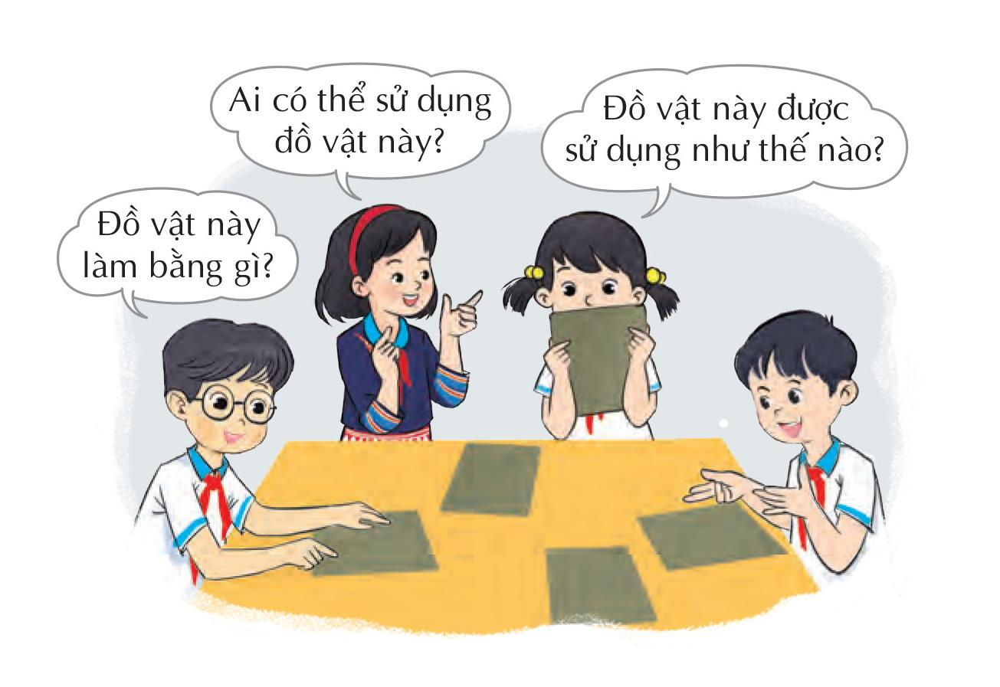 Đồ vật này
làm bằng gì?
Ai có thể sử dụng
đồ vật này?
Đồ vật này được
sử dụng như thế nào?